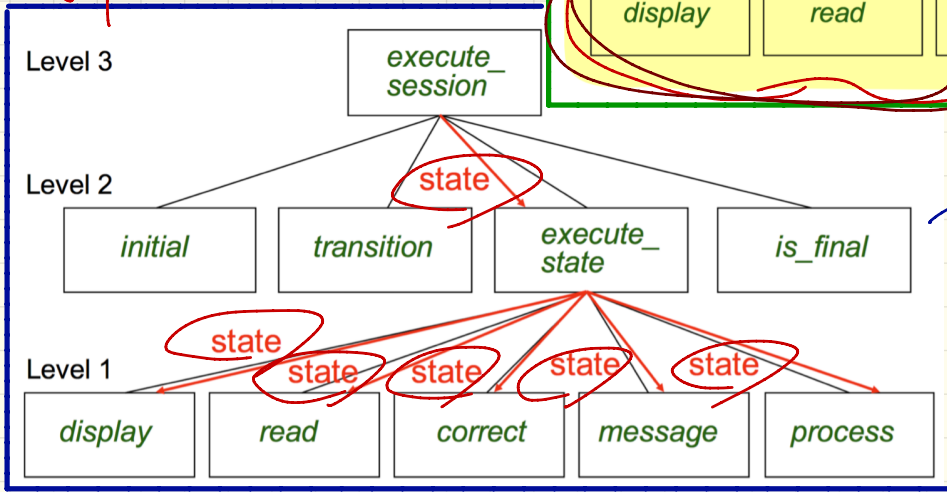 display
read
Level 3
execute_
session
Level 2
state
initial
transition
execute_
state
is_final
state
state
state
state
state
Level 1
display
read
correct
message
process